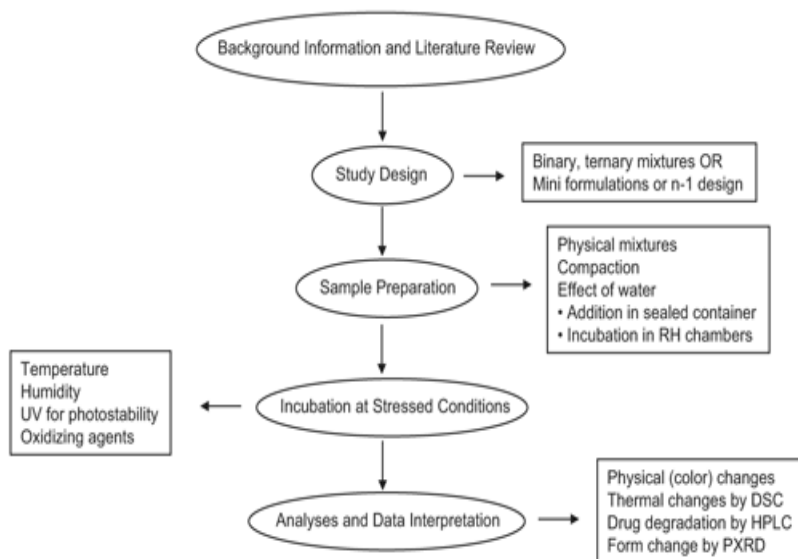 Background Information and Literature Review
Study Design
Binary, ternary mixtures OR
Mini formulations or n-1 design
Sample Preparation
Physical mixtures
Compaction
Effect of water
• Addition in sealed container
• Incubation in RH chambers
Temperature
Humidity
UV for photostability
Oxidizing agents
Incubation at Stressed Conditions
Analyses and Data Interpretation
Physical (color) changes
Thermal changes by DSC
Drug degradation by HPLC
Form change by PXRD